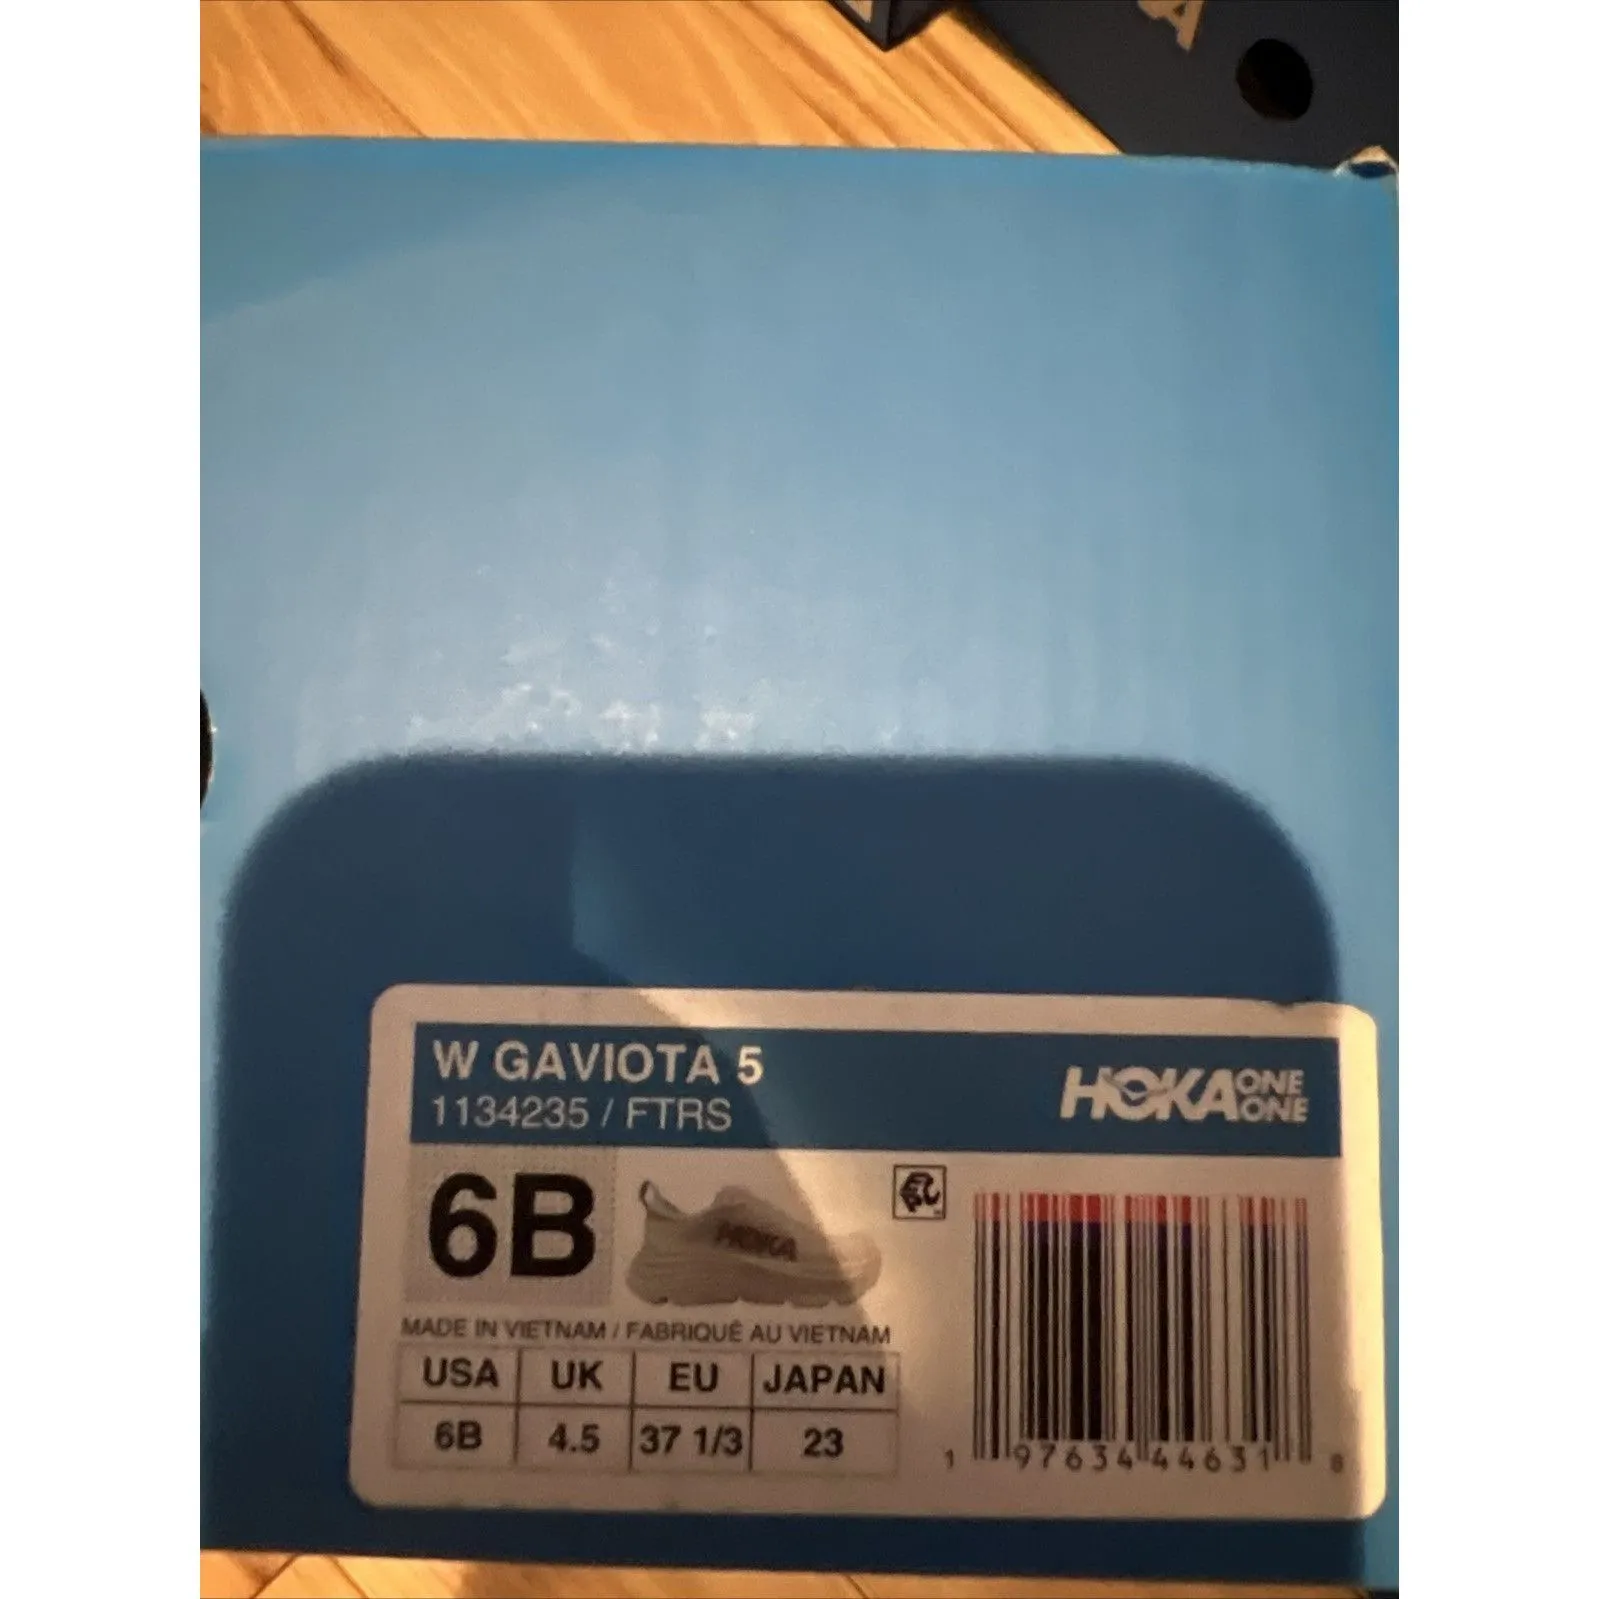 W GAVIOTA 5
1134235 / FTRS
HOKA ONE ONE
6B
HOKA
MADE IN VIETNAM / FABRIQUÉ AU VIETNAM
USA UK EU JAPAN
6B 4.5 37 1/3 23
1 97634 44631 8